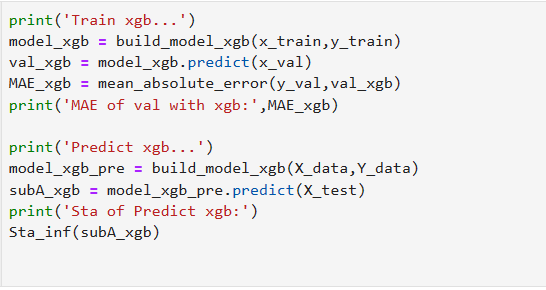 print('Train xgb...')
model_xgb = build_model_xgb(x_train,y_train)
val_xgb = model_xgb.predict(x_val)
MAE_xgb = mean_absolute_error(y_val,val_xgb)
print('MAE of val with xgb:',MAE_xgb)

print('Predict xgb...')
model_xgb_pre = build_model_xgb(X_data,Y_data)
subA_xgb = model_xgb_pre.predict(X_test)
print('Sta of Predict xgb:')
Sta_inf(subA_xgb)